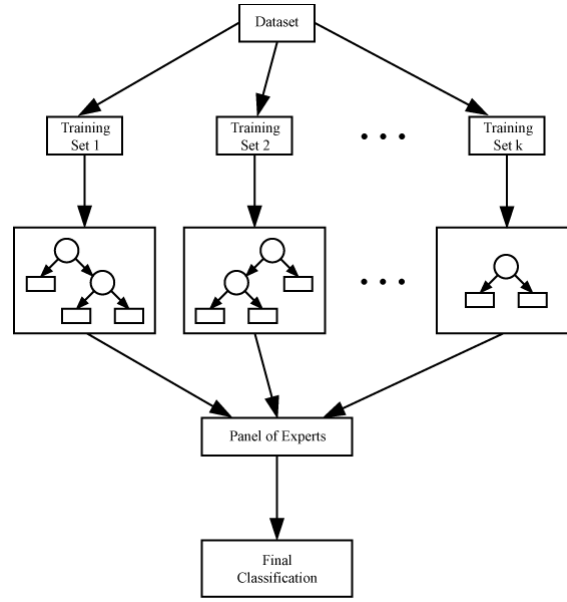 Dataset
Training
Set 1
Training
Set 2
Training
Set k
Panel of Experts
Final
Classification